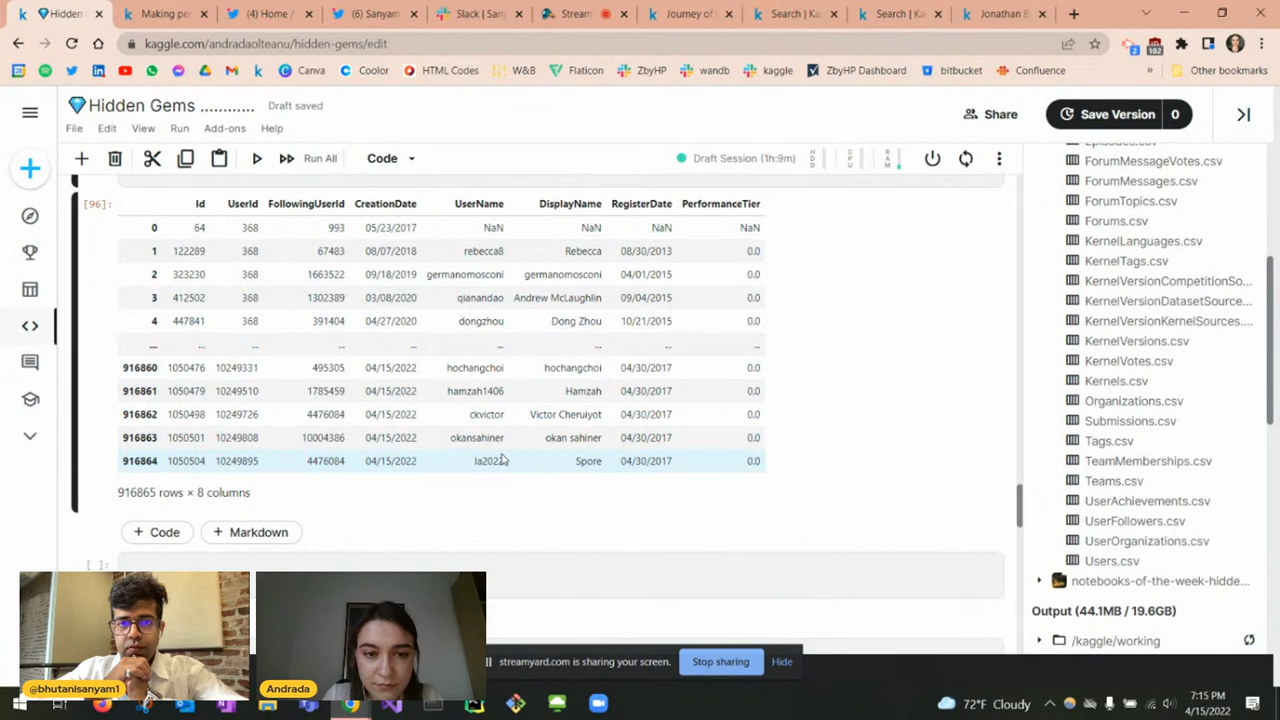 Hidden G
Making per
(4) Home /
(6) Sanyam
Slack | San
Stream
Journey of
Search | Ka
Search | Ka
Jonathan B
kaggle.com/andradaolteanu/hidden-gems/edit
Canva
Coolor
HTML Codes
W&B
Flaticon
ZbyHP
wandb
kaggle
ZbyHP Dashboard
bitbucket
Confluence
»
Other bookmarks
Hidden Gems ............
Draft saved
Share
Save Version
0
File Edit View Run Add-ons Help
Run All
Code
Draft Session (1h:9m)
HDD
CPU
RAM
[96]:
Id UserId FollowingUserId CreationDate UserName DisplayName RegisterDate PerformanceTier
0 64 368 993 05/23/2017 NaN NaN NaN NaN
1 122289 368 67483 08/07/2018 rebecca8 Rebecca 08/30/2013 0.0
2 323230 368 1663522 09/18/2019 germanomosconi germanomosconi 04/01/2015 0.0
3 412502 368 1302389 03/08/2020 qianandao Andrew McLaughlin 09/04/2015 0.0
4 447841 368 391404 04/27/2020 dongzhou Dong Zhou 10/21/2015 0.0
... ... ... ... ... ... ... ... ...
916860 1050476 10249331 495305 04/15/2022 hochangchoi hochangchoi 04/30/2017 0.0
916861 1050479 10249510 1785459 04/15/2022 hamzah1406 Hamzah 04/30/2017 0.0
916862 1050498 10249726 4476084 04/15/2022 ckvictor Victor Cheruiyot 04/30/2017 0.0
916863 1050501 10249808 10004386 04/15/2022 okansahiner okan sahiner 04/30/2017 0.0
916864 1050504 10249895 4476084 04/15/2022 Spore 04/30/2017 0.0
916865 rows × 8 columns
+ Code
+ Markdown
[ ]:
ForumMessageVotes.csv
ForumMessages.csv
ForumTopics.csv
Forums.csv
KernelLanguages.csv
KernelTags.csv
KernelVersionCompetitionSo...
KernelVersionDatasetSource...
KernelVersionKernelSources....
KernelVersions.csv
KernelVotes.csv
Kernels.csv
Organizations.csv
Submissions.csv
Tags.csv
TeamMemberships.csv
Teams.csv
UserAchievements.csv
UserFollowers.csv
UserOrganizations.csv
Users.csv
notebooks-of-the-week-hidde...
Output (44.1MB / 19.6GB)
/kaggle/working
@bhutanisanyam1
Andrada
streamyard.com is sharing your screen.
Stop sharing
Hide
72°F Cloudy
7:15 PM
4/15/2022